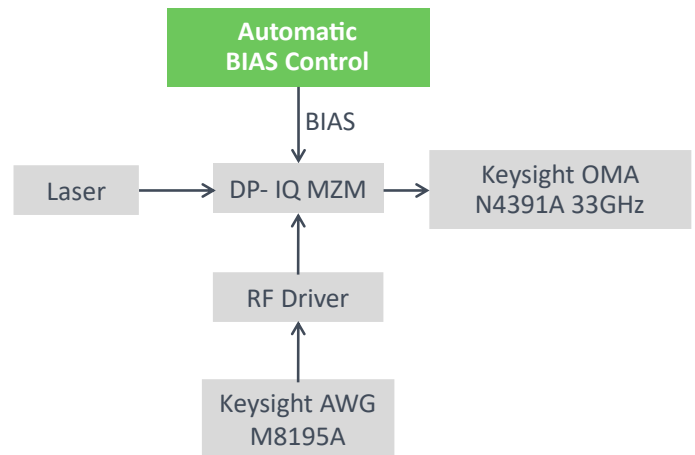 Automatic
BIAS Control
BIAS
Laser
DP- IQ MZM
Keysight OMA
N4391A 33GHz
RF Driver
Keysight AWG
M8195A